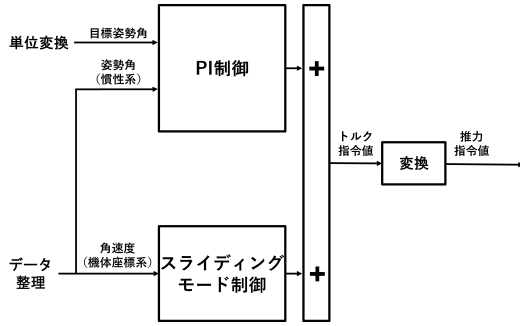 単位変換
目標姿勢角
姿勢角
（慣性系）
PI制御
+
トルク
指令値
変換
推力
指令値
データ
整理
角速度
（機体座標系）
スライディング
モード制御
+